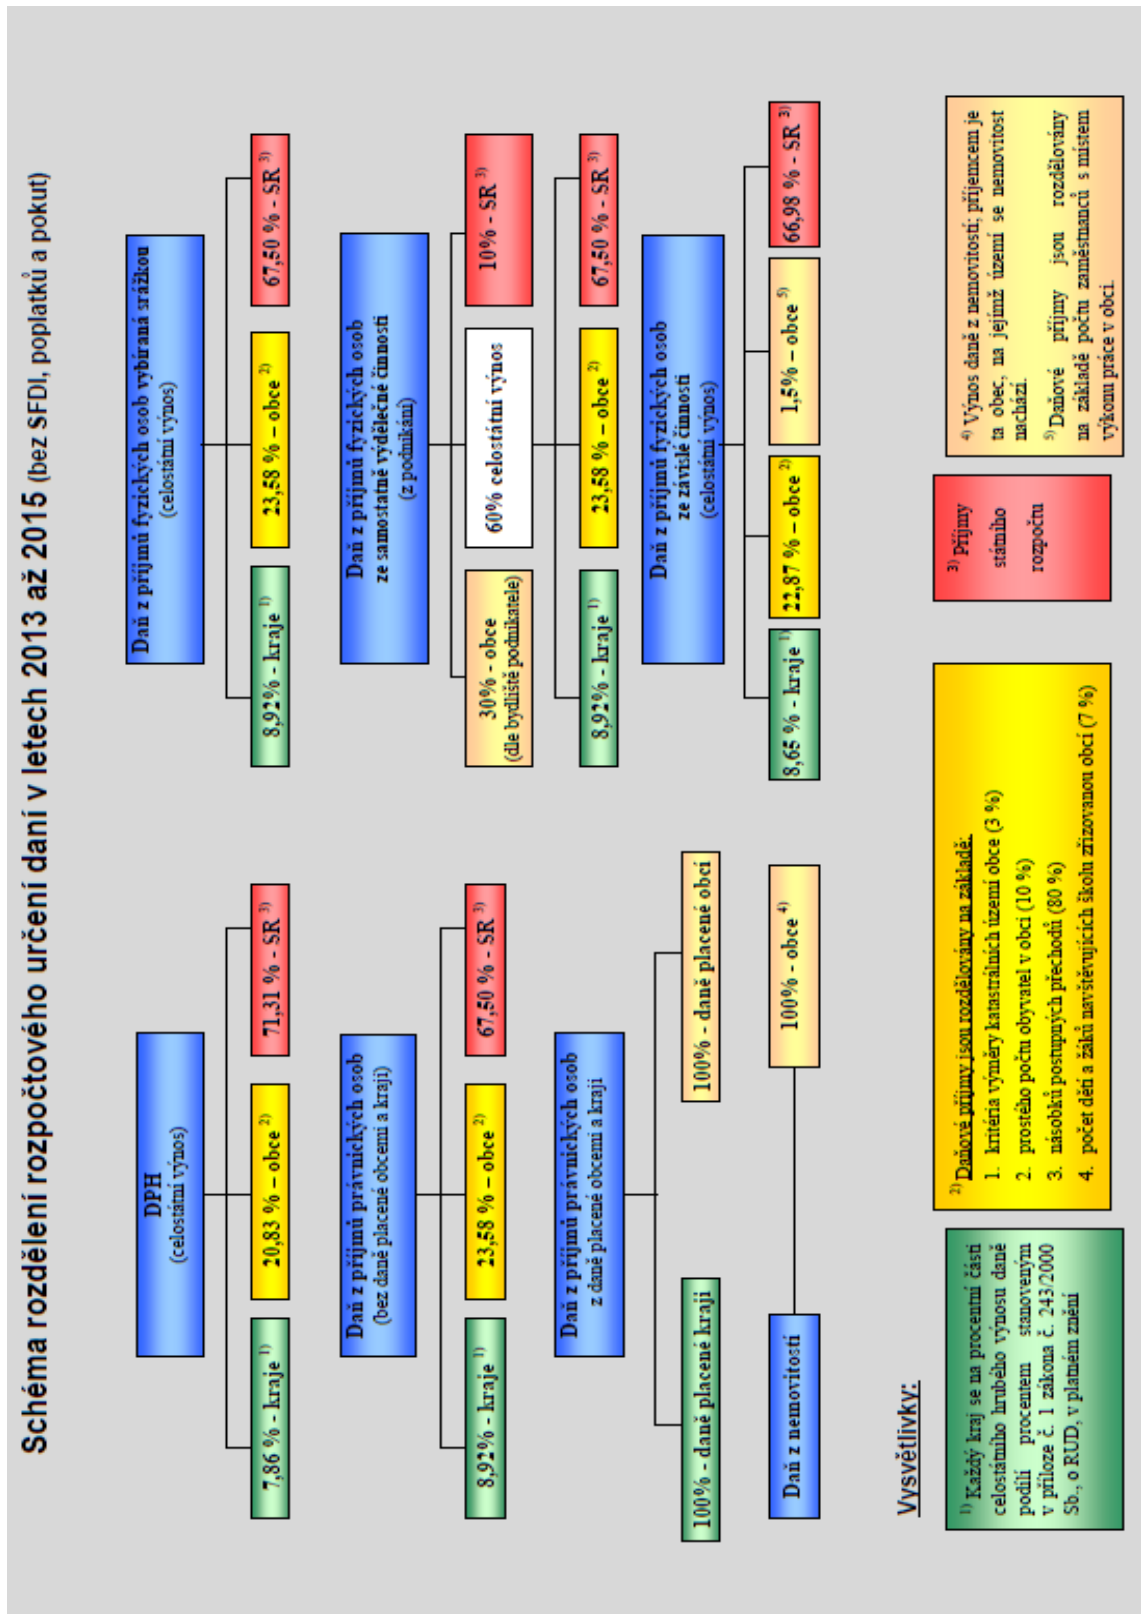 Schéma rozdělení rozpočtového určení daní v letech 2013 až 2015 (bez SFDI, poplatků a pokut)
DPH
(celostátní výnos)
7,86 % - kraje 1)
20,83 % – obce 2)
71,31 % - SR 3)
Daň z příjmů fyzických osob vybíraná srážkou
(celostátní výnos)
8,92% - kraje 1)
23,58 % – obce 2)
67,50 % - SR 3)
Daň z příjmů právnických osob
(bez daně placené obcemi a kraji)
8,92% - kraje 1)
23,58 % – obce 2)
67,50 % - SR 3)
Daň z příjmů fyzických osob
ze samostatně výdělečné činnosti
(z podnikání)
30% - obce
(dle bydliště podnikatele)
60% celostátní výnos
10% - SR 3)
8,92% - kraje 1)
23,58 % – obce 2)
67,50 % - SR 3)
Daň z příjmů právnických osob
z daně placené obcemi a kraji
100% - daně placené kraji
100% - daně placené obcí
Daň z příjmů fyzických osob
ze závislé činnosti
(celostátní výnos)
8,65 % - kraje 1)
22,87 % – obce 2)
1,5% – obce 5)
66,98 % - SR 3)
Daň z nemovitostí
100% - obce 4)
Vysvětlivky:
1) Každý kraj se na procentní části
celostátního hrubého výnosu daně
podílí procentem stanoveným
v příloze č. 1 zákona č. 243/2000
Sb., o RUD, v platném znění
2) Daňové příjmy jsou rozdělovány na základě:
1. kritéria výměry katastrálních území obce (3 %)
2. prostého počtu obyvatel v obci (10 %)
3. násobků postupných přechodů (80 %)
4. počet dětí a žáků navštěvujících školu zřizovanou obcí (7 %)
3) Příjmy
státního
rozpočtu
4) Výnos daně z nemovitostí; příjemcem je
ta obec, na jejímž území se nemovitost
nachází.
5) Daňové příjmy jsou rozdělovány
na základě počtu zaměstnanců s místem
výkonu práce v obci.